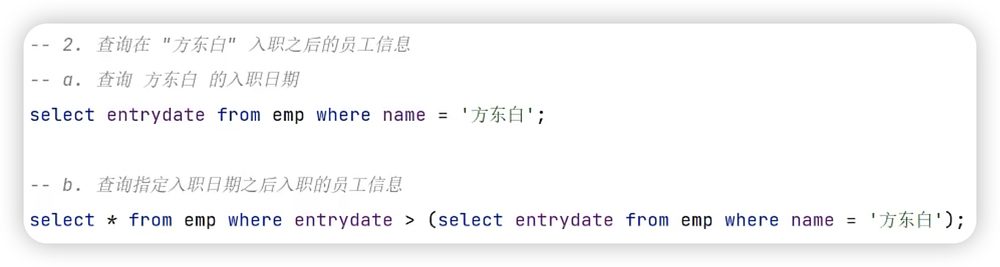 -- 2. 查询在 "方东白" 入职之后的员工信息
-- a. 查询 方东白 的入职日期
select entrydate from emp where name = '方东白';
-- b. 查询指定入职日期之后入职的员工信息
select * from emp where entrydate > (select entrydate from emp where name = '方东白');